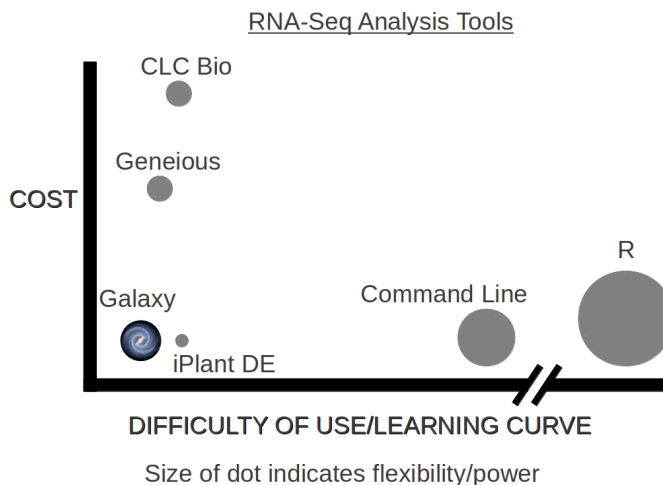 RNA-Seq Analysis Tools
CLC Bio
Geneious
COST
R
Galaxy
Command Line
iPlant DE
DIFFICULTY OF USE/LEARNING CURVE
Size of dot indicates flexibility/power